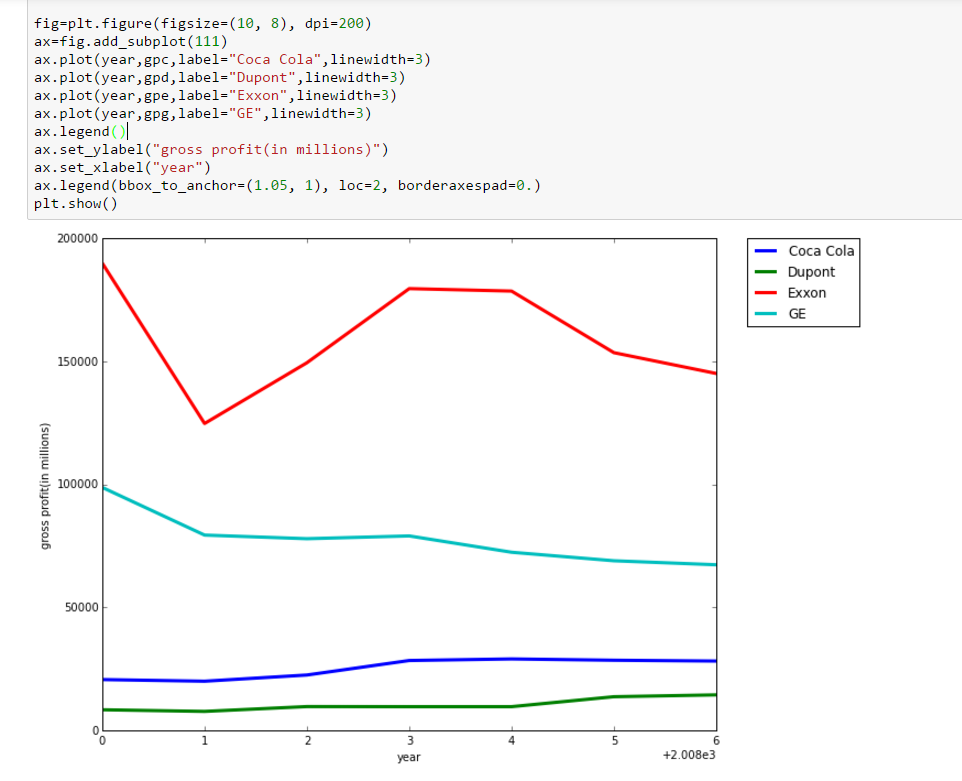 fig=plt.figure(figsize=(10, 8), dpi=200)
ax=fig.add_subplot(111)
ax.plot(year,gpc,label="Coca Cola",linewidth=3)
ax.plot(year,gpd,label="Dupont",linewidth=3)
ax.plot(year,gpe,label="Exxon",linewidth=3)
ax.plot(year,gpg,label="GE",linewidth=3)
ax.legend()
ax.set_ylabel("gross profit(in millions)")
ax.set_xlabel("year")
ax.legend(bbox_to_anchor=(1.05, 1), loc=2, borderaxespad=0.)
plt.show()
200000
150000
100000
50000
0
gross profit(in millions)
0 1 2 3 4 5 6
year
+2.008e3
Coca Cola
Dupont
Exxon
GE